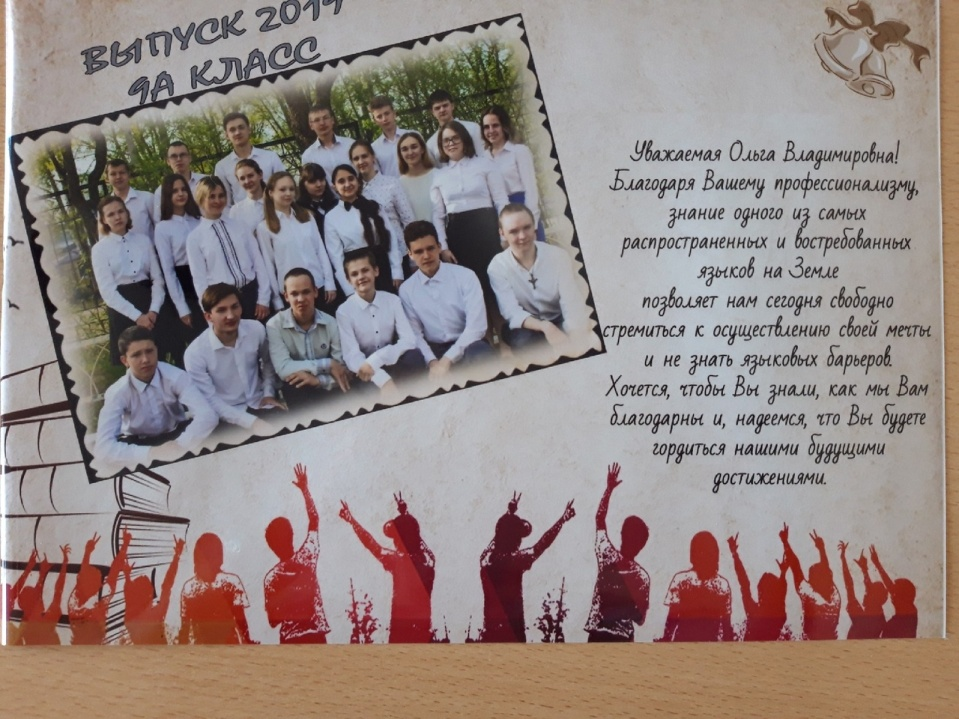 ВЫПУСК 2019
9А КЛАСС
Уважаемая Ольга Владимировна!
Благодаря Вашему профессионализму,
знание одного из самых
распространенных и востребованных
языков на Земле
позволяет нам сегодня свободно
стремиться к осуществлению своей мечты
и не знать языковых барьеров.
Хочется, чтобы Вы знали, как мы Вам
благодарны и, надеемся, что Вы будете
гордиться нашими будущими
достижениями.